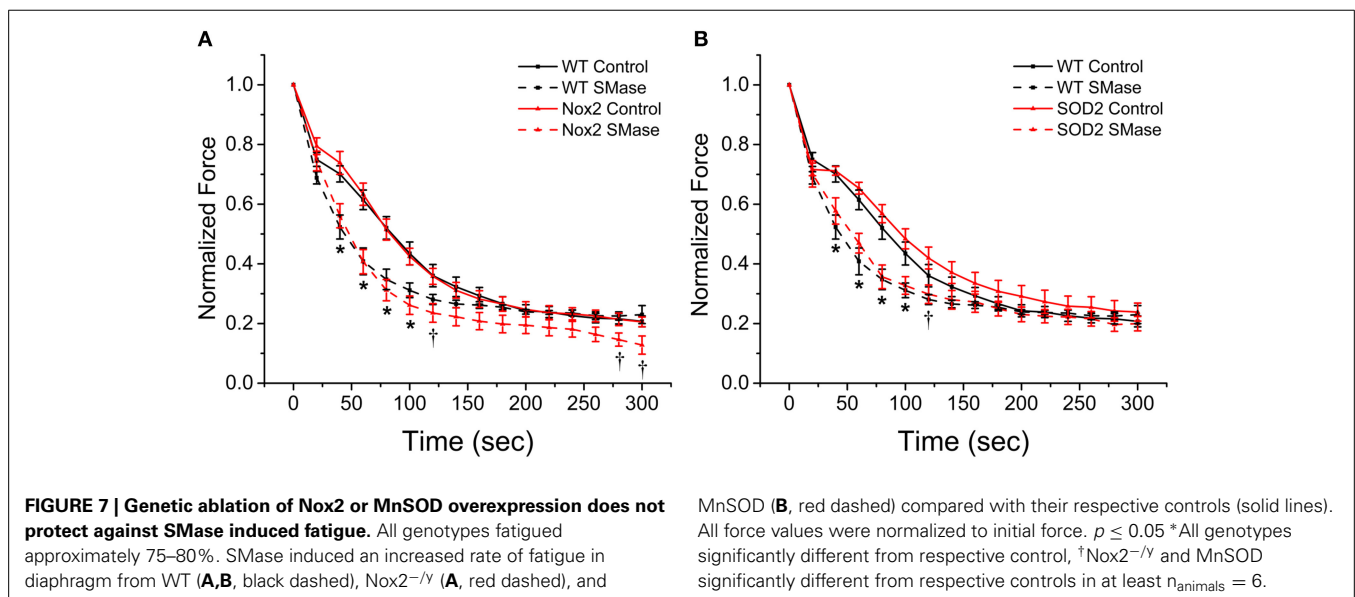 A
Normalized Force
1.0
0.8
0.6
0.4
0.2
0.0
WT Control
WT SMase
Nox2 Control
Nox2 SMase
*
*
*
*
†
†
†
0 50 100 150 200 250 300
Time (sec)
B
Normalized Force
1.0
0.8
0.6
0.4
0.2
0.0
WT Control
WT SMase
SOD2 Control
SOD2 SMase
*
*
*
*
†
0 50 100 150 200 250 300
Time (sec)
FIGURE 7 | Genetic ablation of Nox2 or MnSOD overexpression does not
protect against SMase induced fatigue. All genotypes fatigued
approximately 75–80%. SMase induced an increased rate of fatigue in
diaphragm from WT (A,B, black dashed), Nox2−/y (A, red dashed), and
MnSOD (B, red dashed) compared with their respective controls (solid lines).
All force values were normalized to initial force. p ≤ 0.05 *All genotypes
significantly different from respective control, †Nox2−/y and MnSOD
significantly different from respective controls in at least nanimals = 6.